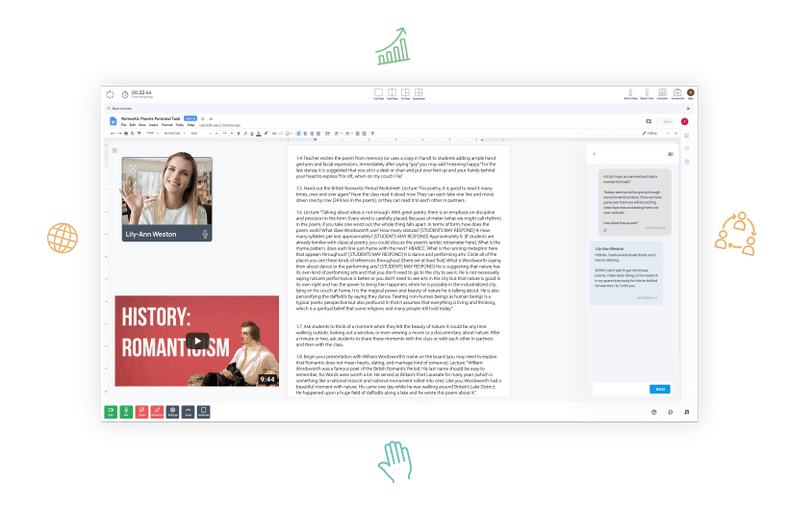 00:22:44
Romantic Poems Personal Task
File Edit View Insert Format Tools Help
1.4. Teacher recites the poem from memory (or uses a copy in hand) to students adding ample hand
gestures and facial expressions. Immediately after saying "gay" you may add "meaning happy." For the
last stanza, it is suggested that you sit in a desk or chair and put your feet up and your hands behind
your head to express "For oft, when on my couch I lie."
1.5. Hand out the British Romantic Period Worksheet. Lecture: "For poetry, it is good to read it many
times, over and over again." Have the class read it aloud now. They can each take one line and move
down row by row (24 lines in the poem), or they can read it to each other in partners.
1.6. Lecture: "Talking about ideas is not enough. With great poetry there is an emphasis on discipline
and precision in the form. Every word is carefully placed. Because of meter (what we might call rhythm)
in the poem, if you take one word out, the whole thing falls apart. In terms of form, how does the
poem work? What does Wordsworth use? How many stanzas? [STUDENTS MAY RESPOND] 4. How
many syllables per line approximately? [STUDENTS MAY RESPOND] Approximately 8. [If students are
already familiar with classical poetry, you could discuss the poem's iambic tetrameter here]. What is the
rhyme pattern, does each line just rhyme with the next? ABABCC. What is the running metaphor here
that appears throughout? [STUDENTS MAY RESPOND] It is dance and performing arts. Circle all of the
places you see these kinds of references throughout [there are at least five]. What is Wordsworth saying
then about dance or the performing arts? [STUDENTS MAY RESPOND] He is suggesting that nature has
its own kind of performing arts and that you don't need to go to the city to see it. He is not necessarily
saying nature's performance is better or you don't need to see arts in the city but that nature is good in
its own right and has the power to bring him happiness when he is possibly in the industrialized city,
lying on his couch at home. It is the magical power and beauty of nature he is talking about. He is also
personifying the daffodils by saying they dance. Treating non-human beings as human beings is a
typical poetic perspective but also profound in that it assumes that everything is living and thinking,
which is a spiritual belief that some religions and many people still hold today."
1.7. Ask students to think of a moment when they felt the beauty of nature. It could be any time
walking outside, looking out a window, or even viewing a movie or a documentary about nature. After
a minute or two, ask students to share these moments with the class or with each other in partners
and then with the class.
1.8. Begin your presentation with William Wordsworth's name on the board (you may need to explain
that Romantic does not mean hearts, dating, and marriage kind of romance). Lecture: "William
Wordsworth was a famous poet of the British Romantic Period. His last name should be easy to
remember; his Words were worth a lot. He served as Britain's Poet Laureate for many years (which is
something like a national mascot and national monument rolled into one). Like you, Wordsworth had a
beautiful moment with nature. His came one day while he was walking around Britain's Lake District.
He happened upon a huge field of daffodils along a lake and he wrote this poem about it."
Lily-Ann Weston
HISTORY:
ROMANTICISM
9:44
Lily-Ann Weston